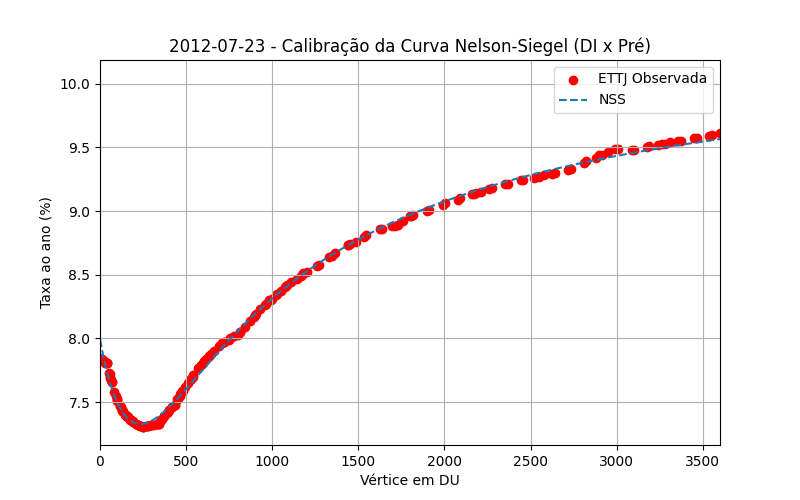 2012-07-23 - Calibração da Curva Nelson-Siegel (DI x Pré)
ETTJ Observada
NSS
Taxa ao ano (%)
10.0
9.5
9.0
8.5
8.0
7.5
0 500 1000 1500 2000 2500 3000 3500
Vértice em DU